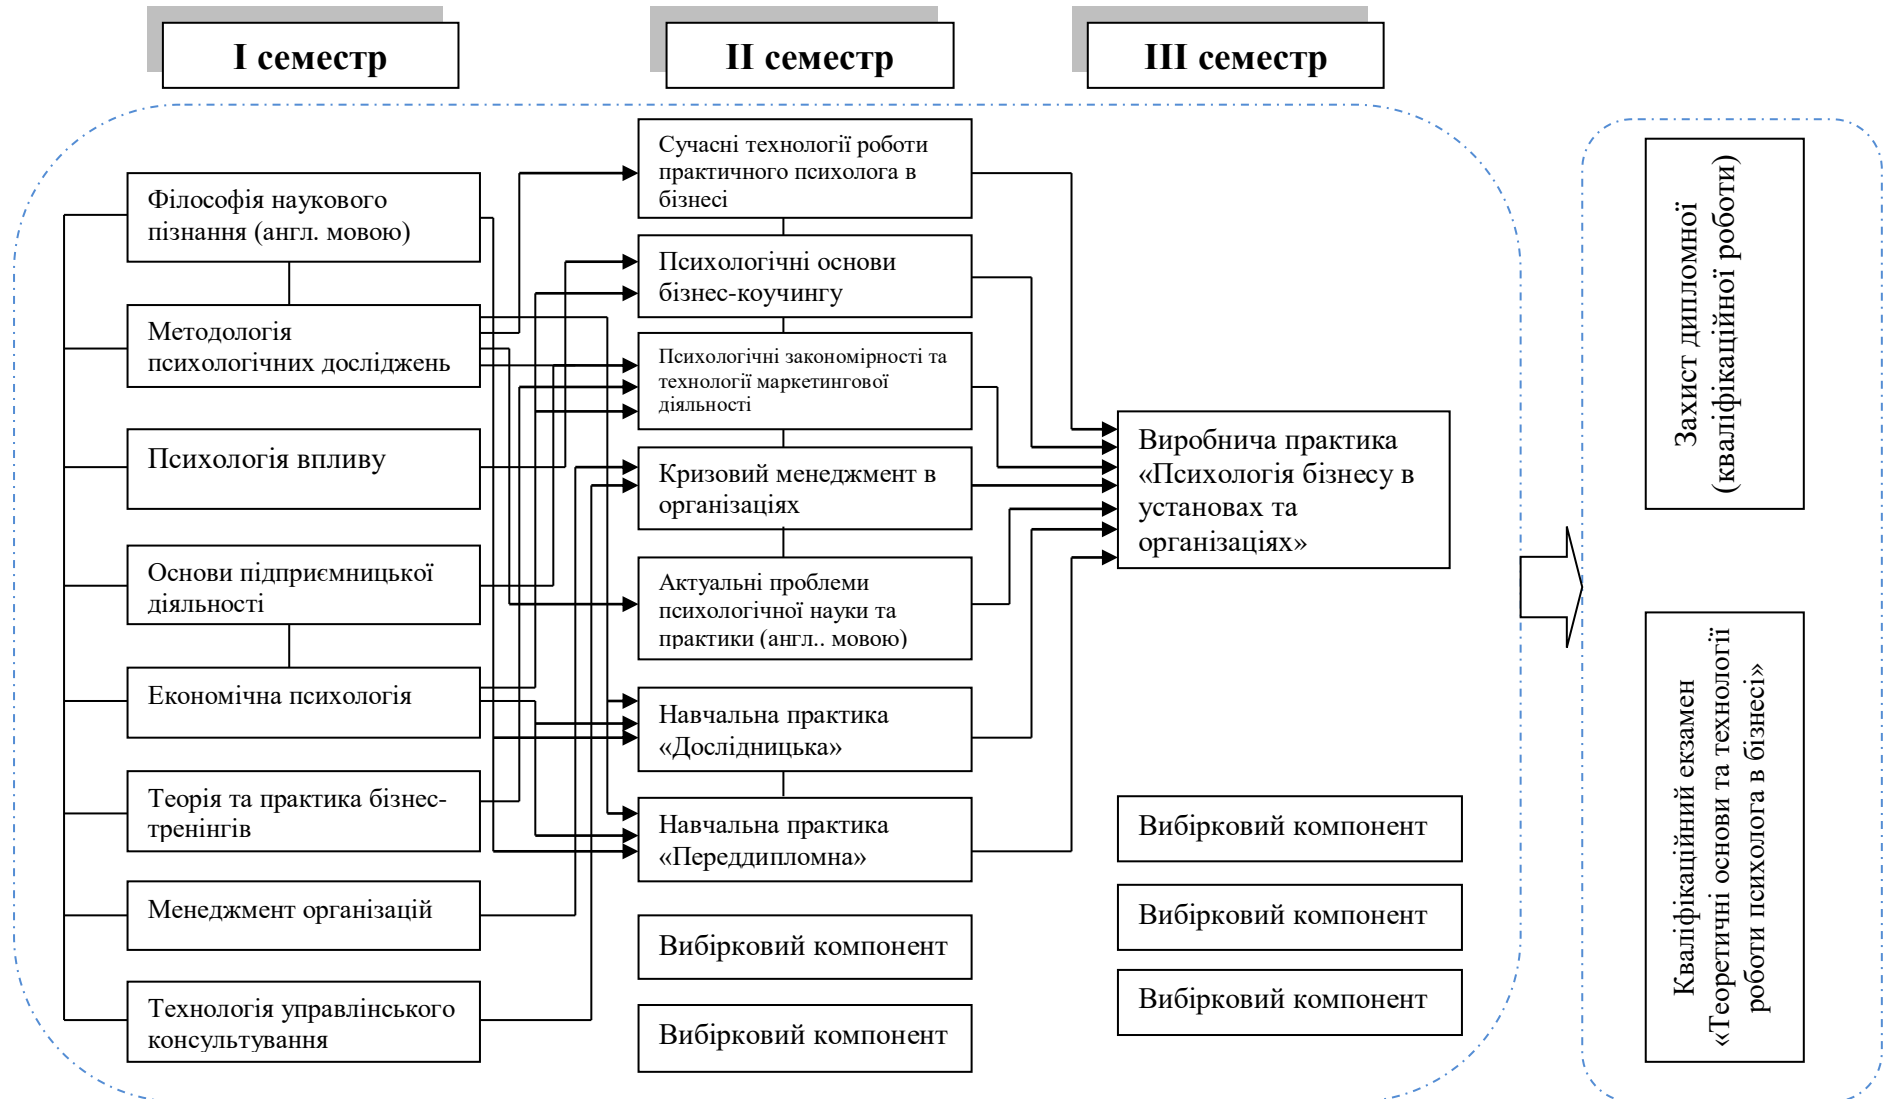 І семестр
ІІ семестр
ІІІ семестр
Філософія наукового
пізнання (англ. мовою)
Методологія
психологічних досліджень
Психологія впливу
Основи підприємницької
діяльності
Економічна психологія
Теорія та практика бізнес-
тренінгів
Менеджмент організацій
Технологія управлінського
консультування
Сучасні технології роботи
практичного психолога в
бізнесі
Психологічні основи
бізнес-коучингу
Психологічні закономірності та
технології маркетингової
діяльності
Кризовий менеджмент в
організаціях
Актуальні проблеми
психологічної науки та
практики (англ.. мовою)
Навчальна практика
«Дослідницька»
Навчальна практика
«Переддипломна»
Вибірковий компонент
Вибірковий компонент
Виробнича практика
«Психологія бізнесу в
установах та
організаціях»
Вибірковий компонент
Вибірковий компонент
Вибірковий компонент
Захист дипломної
(кваліфікаційної роботи)
Кваліфікаційний екзамен
«Теоретичні основи та технології
роботи психолога в бізнесі»